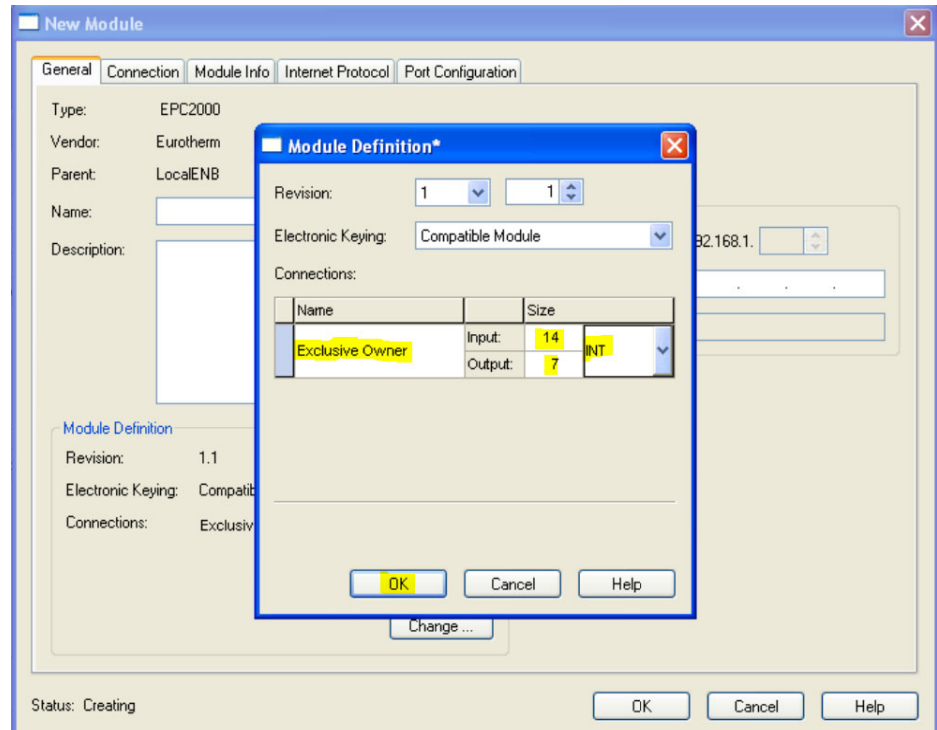 New Module
General Connection Module Info Internet Protocol Port Configuration
Type: EPC2000
Vendor: Eurotherm
Parent: LocalENB
Name:
Description:
92.168.1.
. . .
Module Definition*
Revision: 1 1
Electronic Keying: Compatible Module
Connections:
Name Size
Exclusive Owner Input: 14 INT
Output: 7
OK Cancel Help
Module Definition
Revision: 1.1
Electronic Keying: Compatib
Connections: Exclusiv
Change ...
Status: Creating
OK Cancel Help